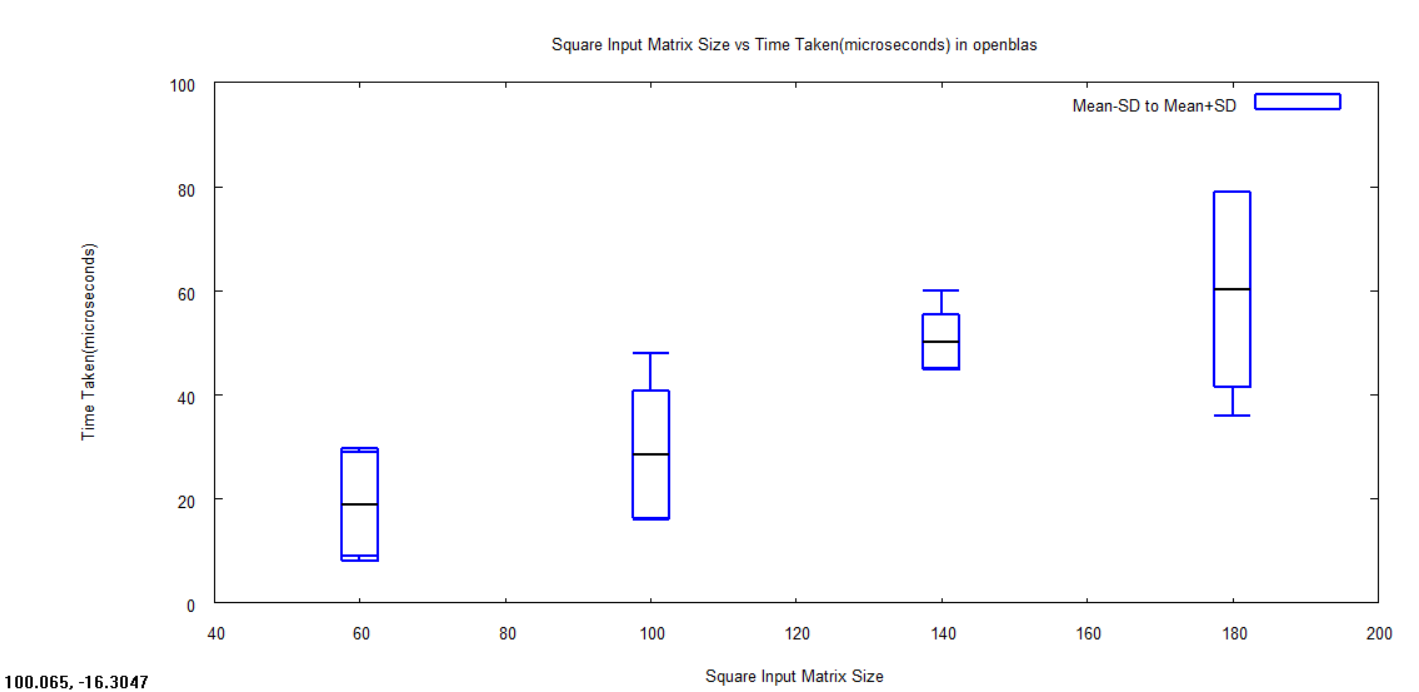 Square Input Matrix Size vs Time Taken(microseconds) in openblas
Mean-SD to Mean+SD
100
80
60
40
20
0
Time Taken(microseconds)
40 60 80 100 120 140 160 180 200
Square Input Matrix Size
100.065, -16.3047